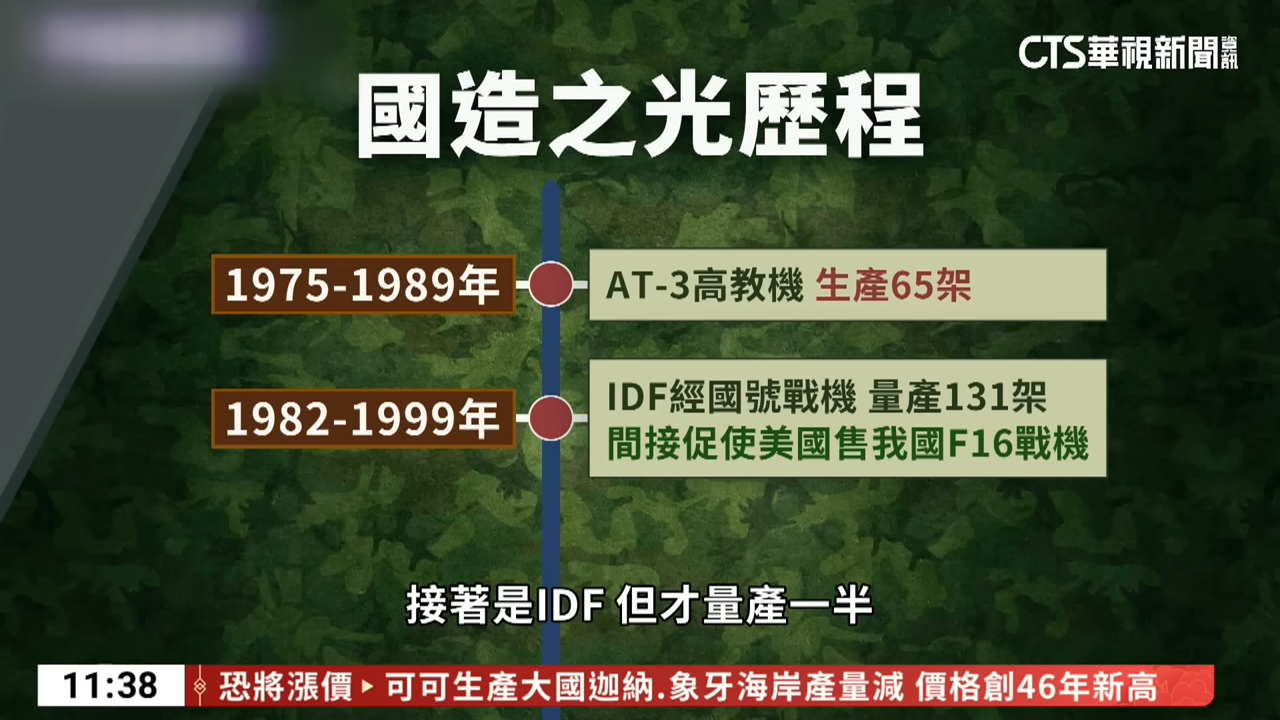 CTS華視新聞資訊
國造之光歷程
1975-1989年
AT-3高教機 生產65架
1982-1999年
IDF經國號戰機 量產131架
間接促使美國售我國F16戰機
接著是IDF 但才量產一半
11:38
恐將漲價▸可可生產大國迦納.象牙海岸產量減 價格創46年新高